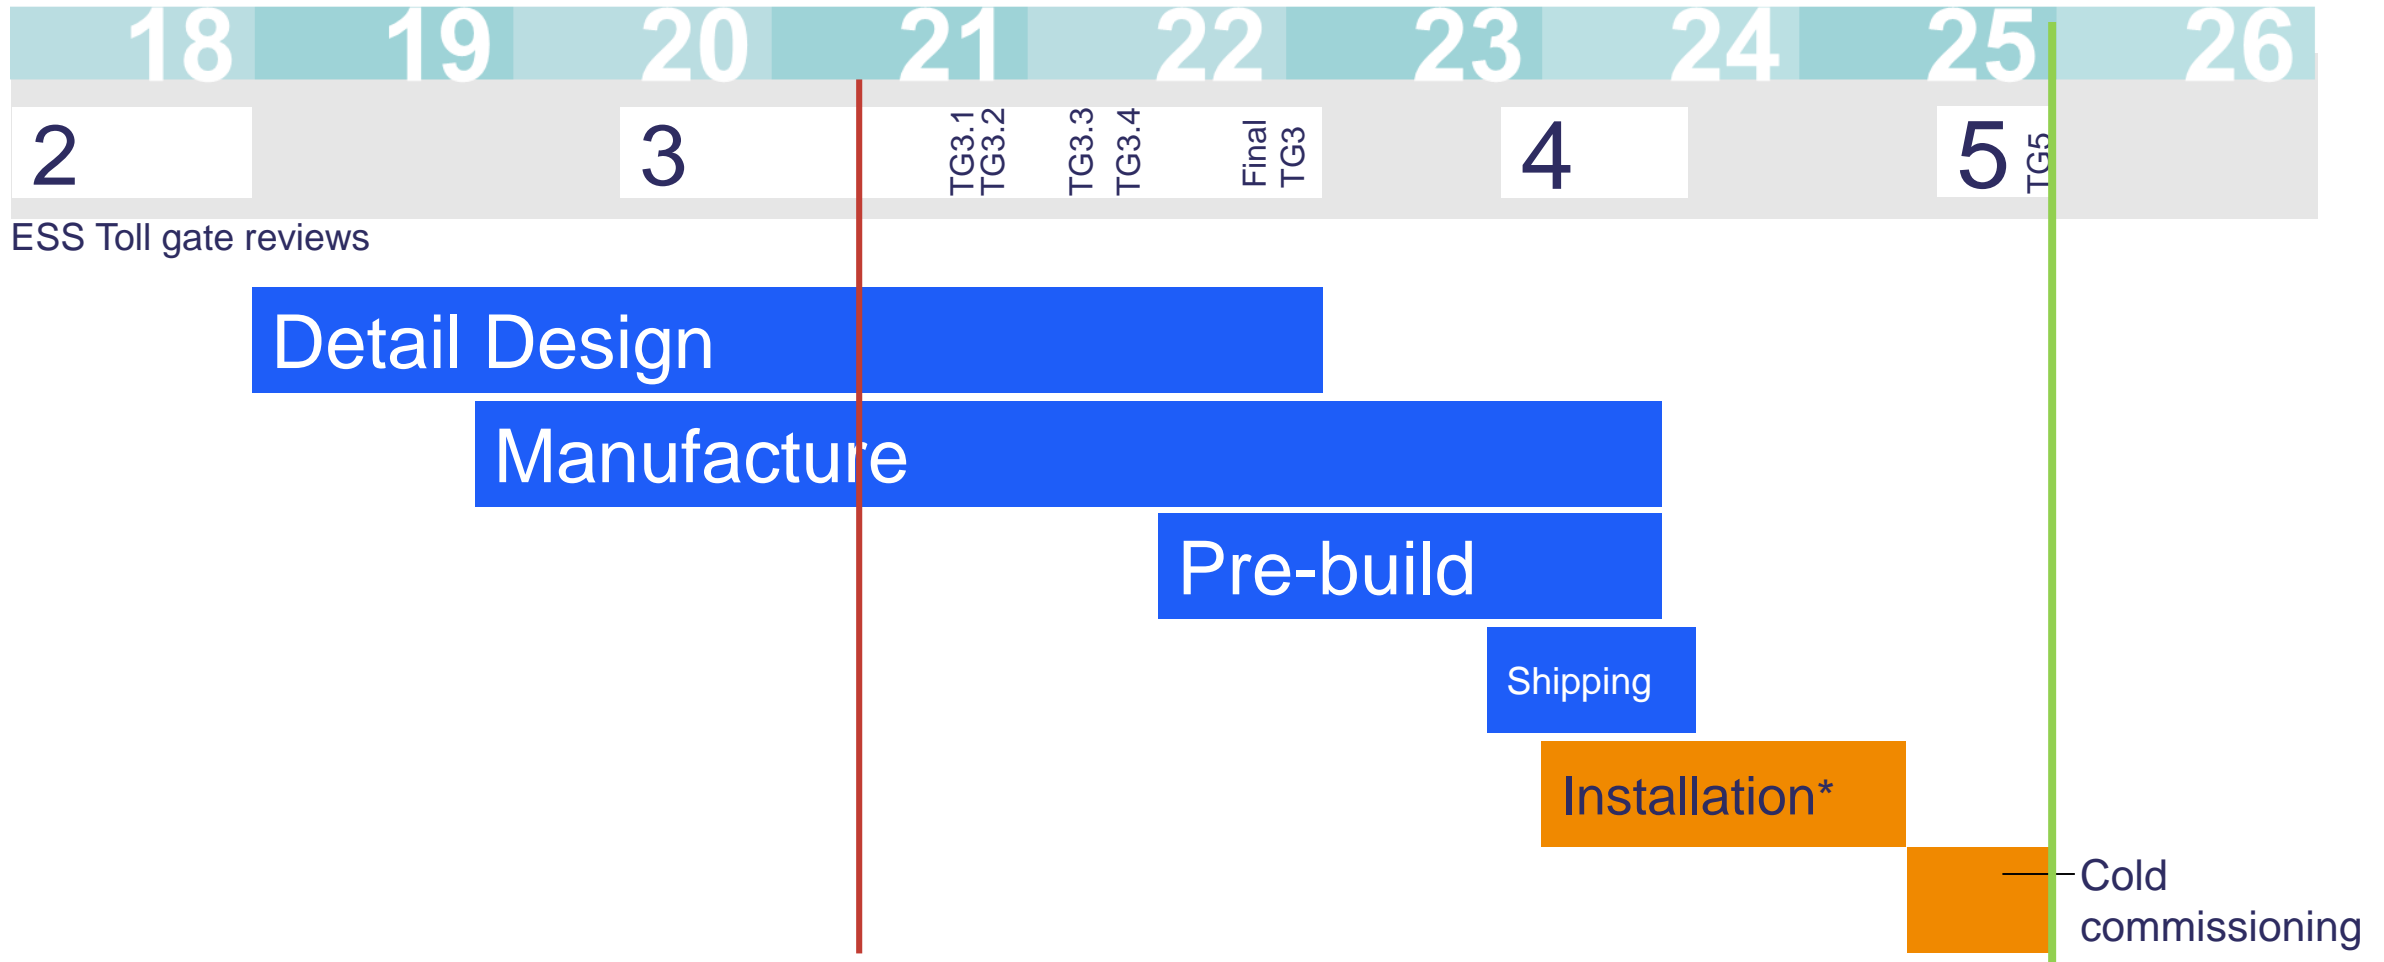 18 19 20 21 22 23 24 25 26
2 3 TG3.1 TG3.2 TG3.3 TG3.4 Final TG3 4 5 TG5
ESS Toll gate reviews
Detail Design
Manufacture
Pre-build
Shipping
Installation*
Cold
commissioning